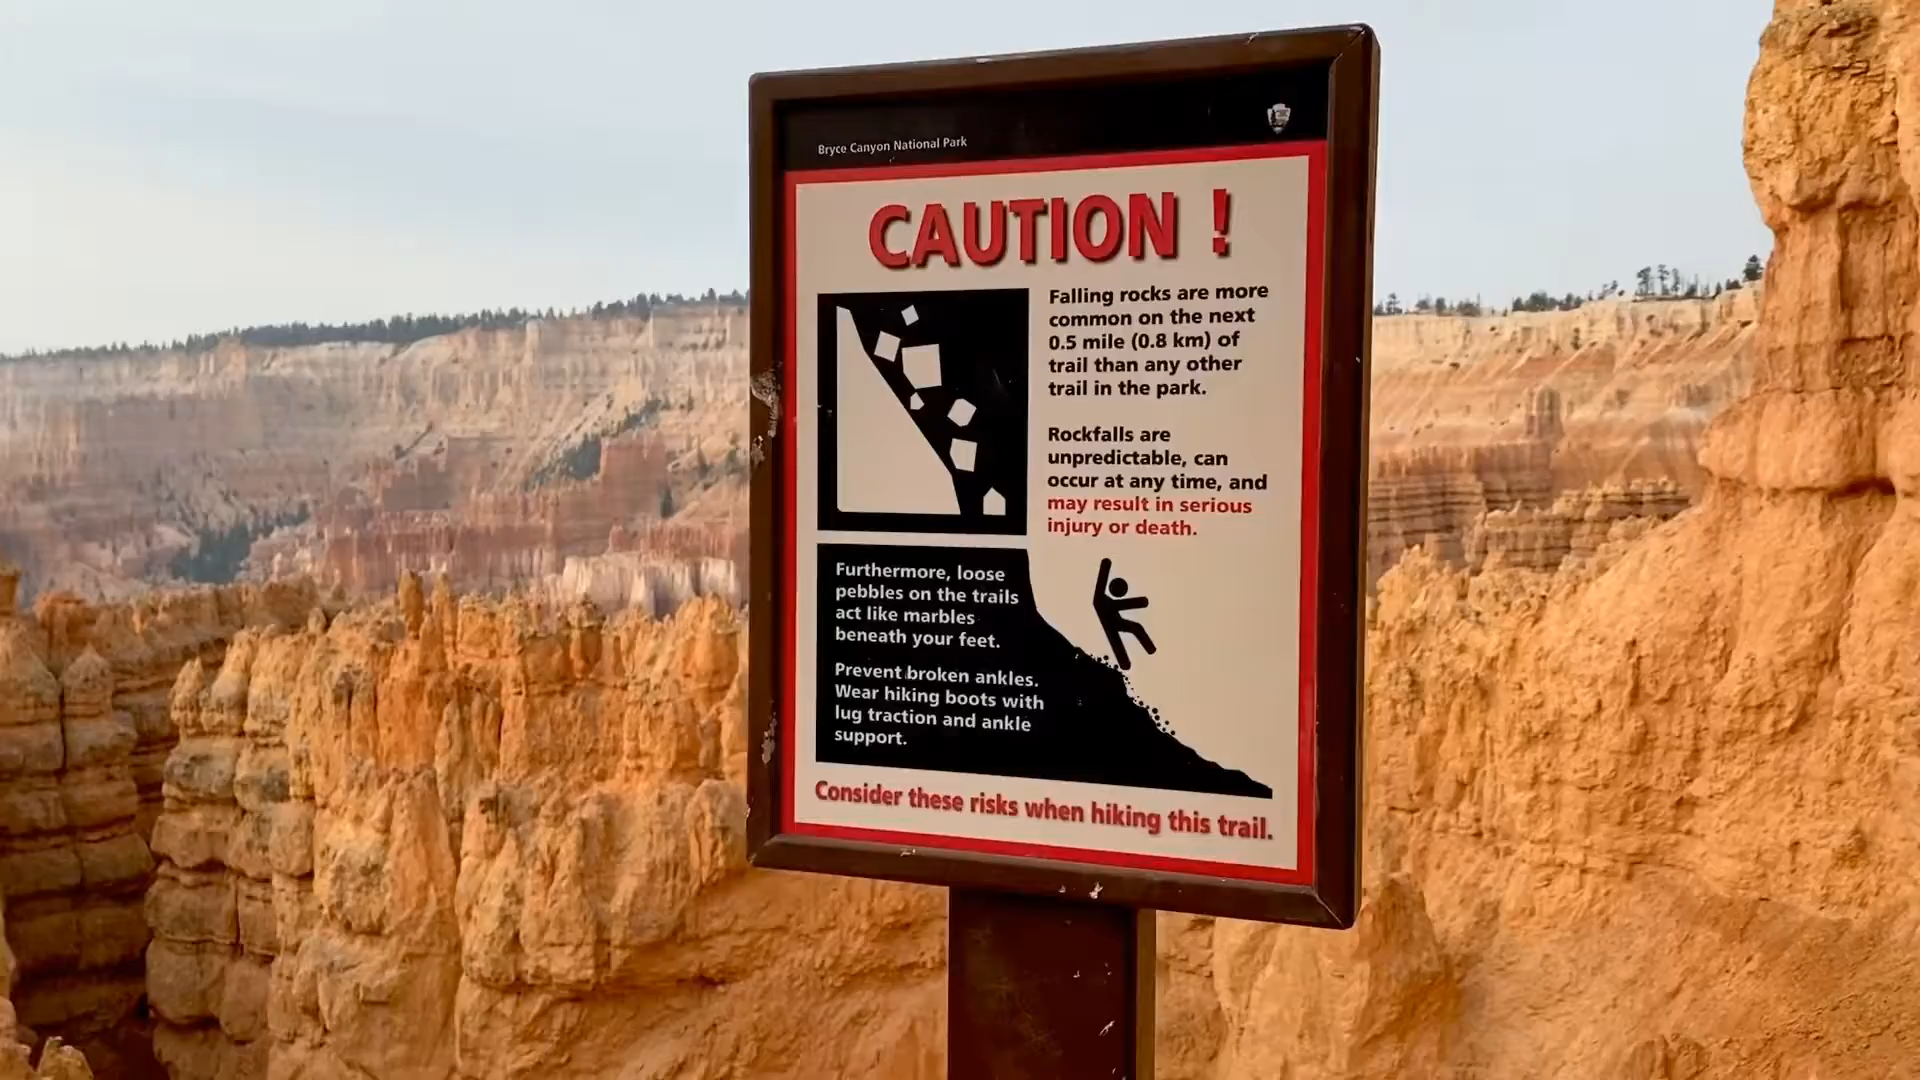 Bryce Canyon National Park
CAUTION !
Falling rocks are more
common on the next
0.5 mile (0.8 km) of
trail than any other
trail in the park.
Rockfalls are
unpredictable, can
occur at any time, and
may result in serious
injury or death.
Furthermore, loose
pebbles on the trails
act like marbles
beneath your feet.
Prevent broken ankles.
Wear hiking boots with
lug traction and ankle
support.
Consider these risks when hiking this trail.